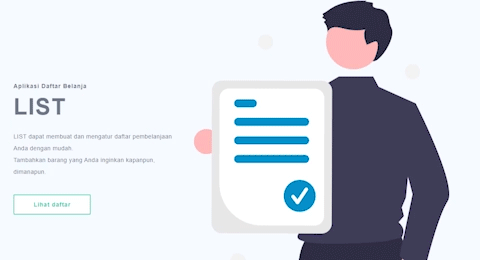 Aplikasi Daftar Belanja
LIST
LIST dapat membuat dan mengatur daftar pembelanjaan
Anda dengan mudah
Tambahkan barang yang Anda inginkan kapanpun,
dimanapun.
Lihat daftar